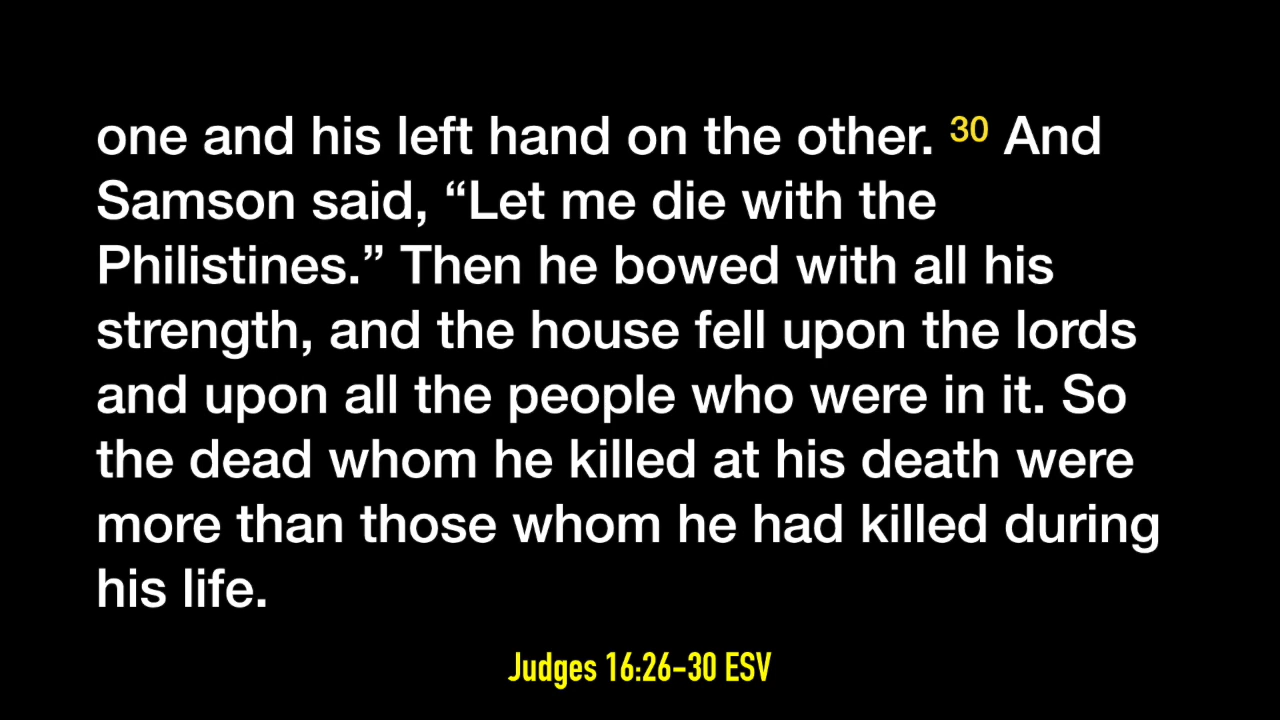 one and his left hand on the other. 30 And
Samson said, “Let me die with the
Philistines.” Then he bowed with all his
strength, and the house fell upon the lords
and upon all the people who were in it. So
the dead whom he killed at his death were
more than those whom he had killed during
his life.
Judges 16:26–30 ESV